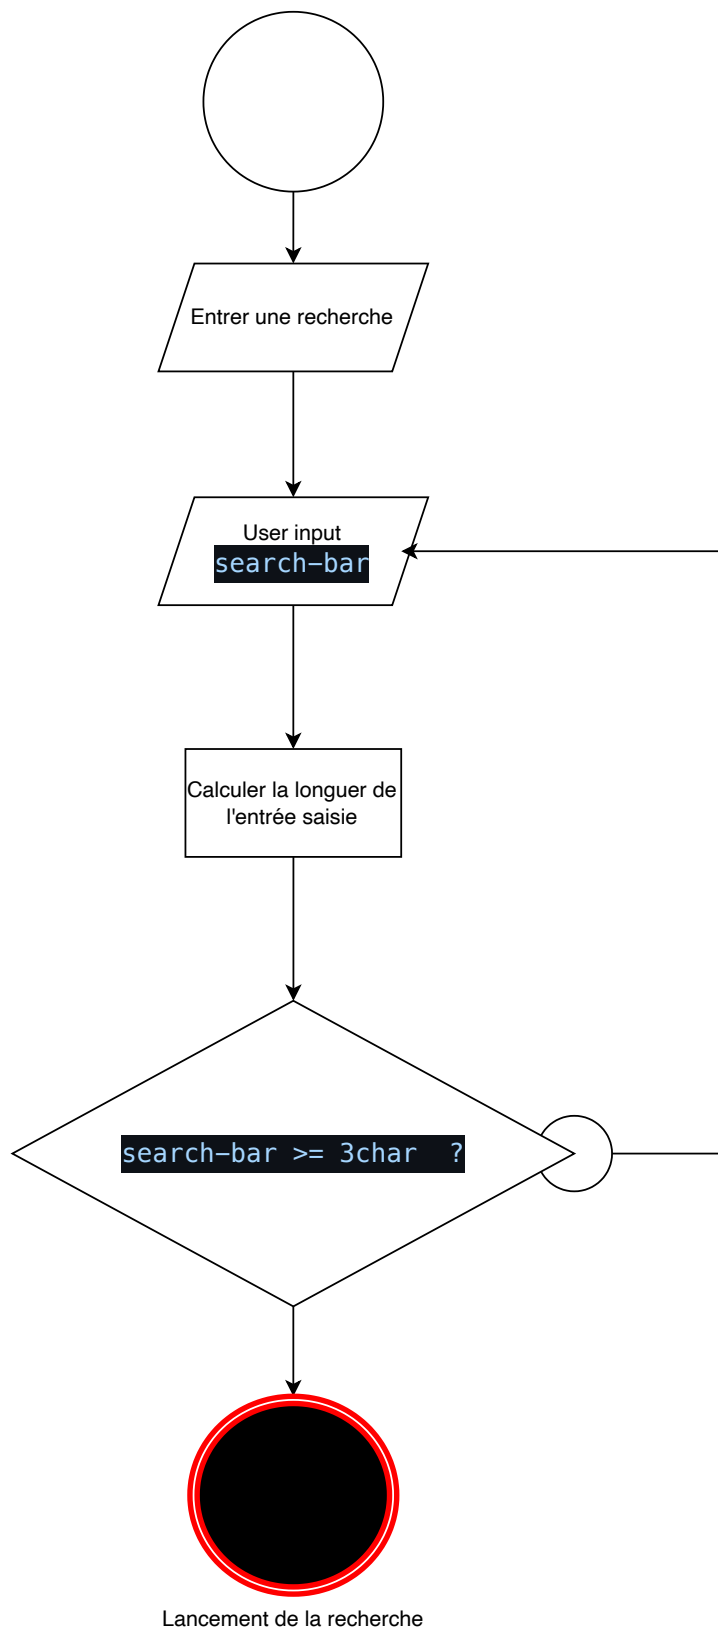 Entrer une recherche
User input
search-bar
Calculer la longuer de
l'entrée saisie
search-bar >= 3char  ?
Lancement de la recherche